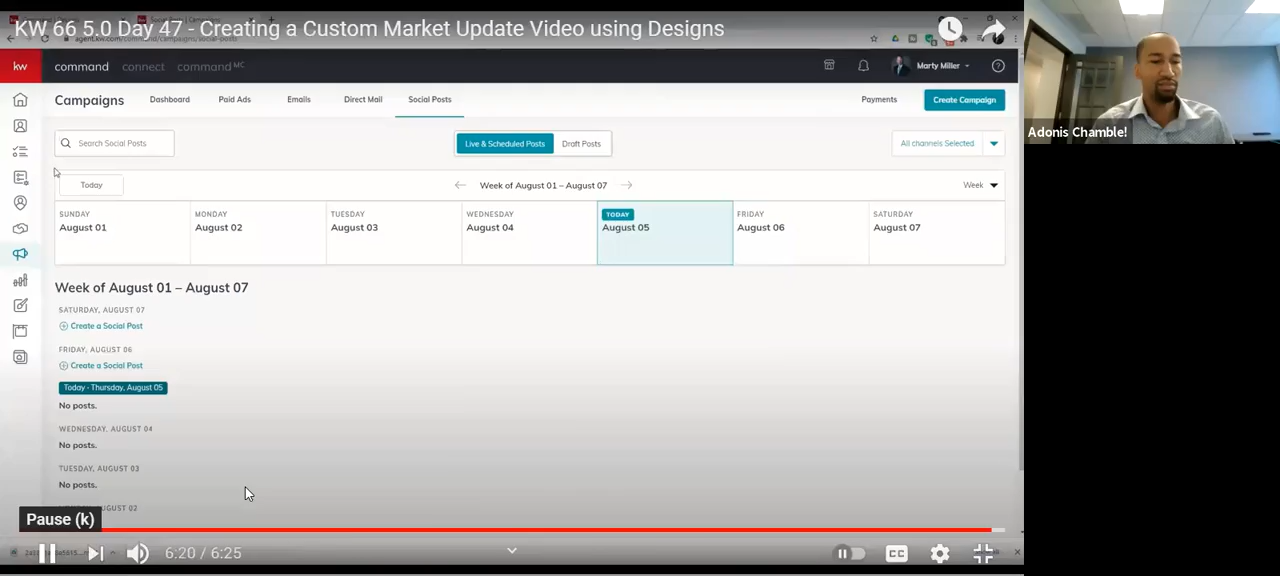 KW 66 5.0 Day 47 - Creating a Custom Market Update Video using Designs
kw
command connect command MC
Marty Miller
Campaigns Dashboard Paid Ads Emails Direct Mail Social Posts Payments Create Campaign
Search Social Posts Live & Scheduled Posts Draft Posts All channels Selected
Today Week of August 01 – August 07 Week
SUNDAY MONDAY TUESDAY WEDNESDAY TODAY FRIDAY SATURDAY
August 01 August 02 August 03 August 04 August 05 August 06 August 07
Week of August 01 – August 07
SATURDAY, AUGUST 07
Create a Social Post
FRIDAY, AUGUST 06
Create a Social Post
Today - Thursday, August 05
No posts.
WEDNESDAY, AUGUST 04
No posts.
TUESDAY, AUGUST 03
No posts.
UGUST 02
Pause (k)
6:20 / 6:25
CC
Adonis Chamble!